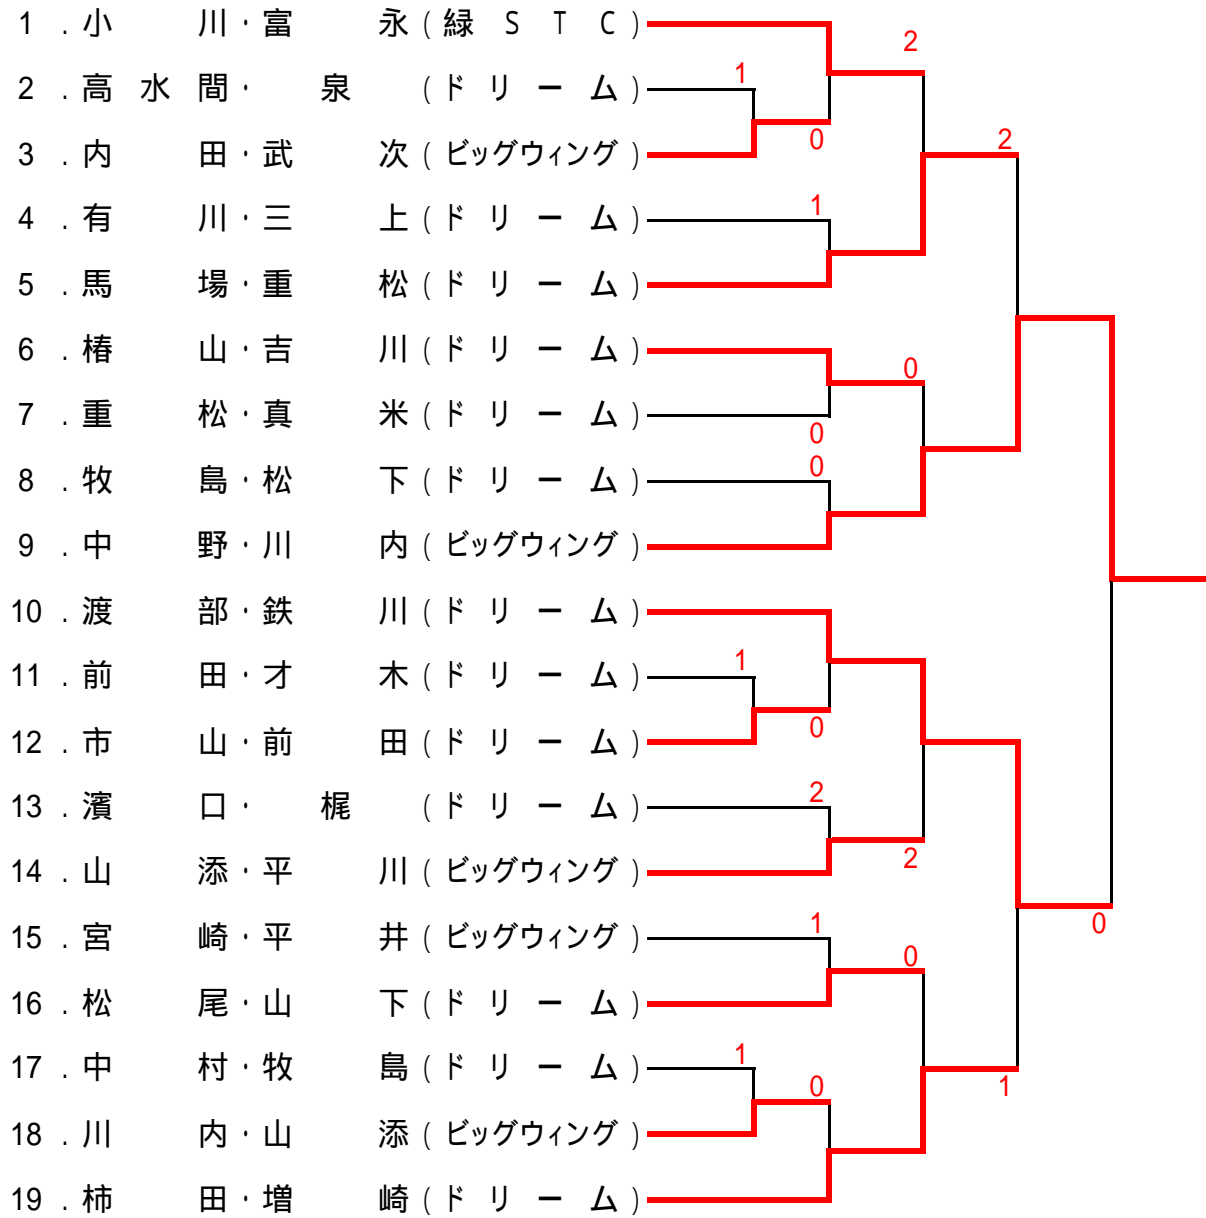 1 . 小 川 · 富 永 ( 緑 S T C ) 2
2 . 高 水 間 · 泉 ( ド リ ー ム ) 1
3 . 内 田 · 武 次 ( ビッグウィング ) 0 2
4 . 有 川 · 三 上 ( ド リ ー ム ) 1
5 . 馬 場 · 重 松 ( ド リ ー ム )
6 . 椿 山 · 吉 川 ( ド リ ー ム ) 0
7 . 重 松 · 真 米 ( ド リ ー ム ) 0
8 . 牧 島 · 松 下 ( ド リ ー ム ) 0
9 . 中 野 · 川 内 ( ビッグウィング )
10 . 渡 部 · 鉄 川 ( ド リ ー ム )
11 . 前 田 · 才 木 ( ド リ ー ム ) 1
12 . 市 山 · 前 田 ( ド リ ー ム ) 0
13 . 濱 口 · 梶 ( ド リ ー ム ) 2
14 . 山 添 · 平 川 ( ビッグウィング ) 2
15 . 宮 崎 · 平 井 ( ビッグウィング ) 1 0 0
16 . 松 尾 · 山 下 ( ド リ ー ム )
17 . 中 村 · 牧 島 ( ド リ ー ム ) 1 0 1
18 . 川 内 · 山 添 ( ビッグウィング )
19 . 柿 田 · 増 崎 ( ド リ ー ム )